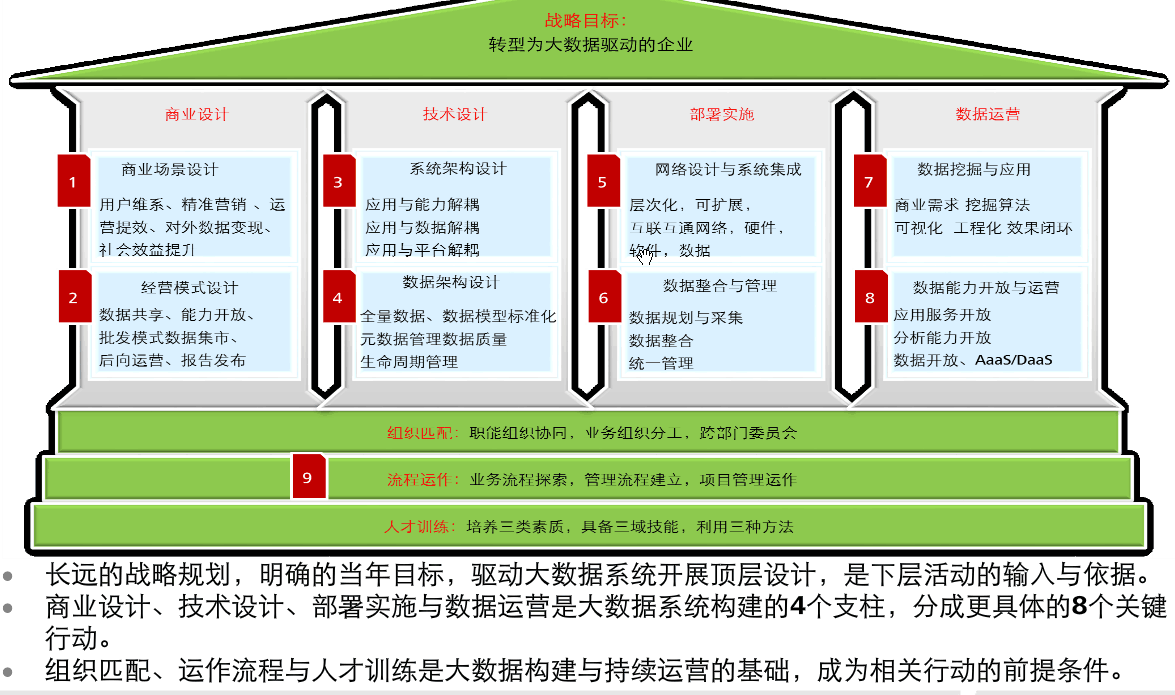 战略目标：
转型为大数据驱动的企业
商业设计
1
商业场景设计
用户维系、精准营销 、运
营提效、对外数据变现、
社会效益提升
2
经营模式设计
数据共享、能力开放、
批发模式数据集市、
后向运营、报告发布
技术设计
3
系统架构设计
应用与能力解耦
应用与数据解耦
应用与平台解耦
4
数据架构设计
全量数据、数据模型标准化
元数据管理数据质量
生命周期管理
部署实施
5
网络设计与系统集成
层次化，可扩展，
互联互通网络，硬件，
软件，数据
6
数据整合与管理
数据规划与采集
数据整合
统一管理
数据运营
7
数据挖掘与应用
商业需求 挖掘算法
可视化 工程化 效果闭环
8
数据能力开放与运营
应用服务开放
分析能力开放
数据开放、AaaS/DaaS
组织匹配：职能组织协同，业务组织分工，跨部门委员会
9
流程运作：业务流程探索，管理流程建立，项目管理运作
人才训练：培养三类素质，具备三域技能，利用三种方法
长远的战略规划，明确的当年目标，驱动大数据系统开展顶层设计，是下层活动的输入与依据。
商业设计、技术设计、部署实施与数据运营是大数据系统构建的4个支柱，分成更具体的8个关键
行动。
组织匹配、运作流程与人才训练是大数据构建与持续运营的基础，成为相关行动的前提条件。